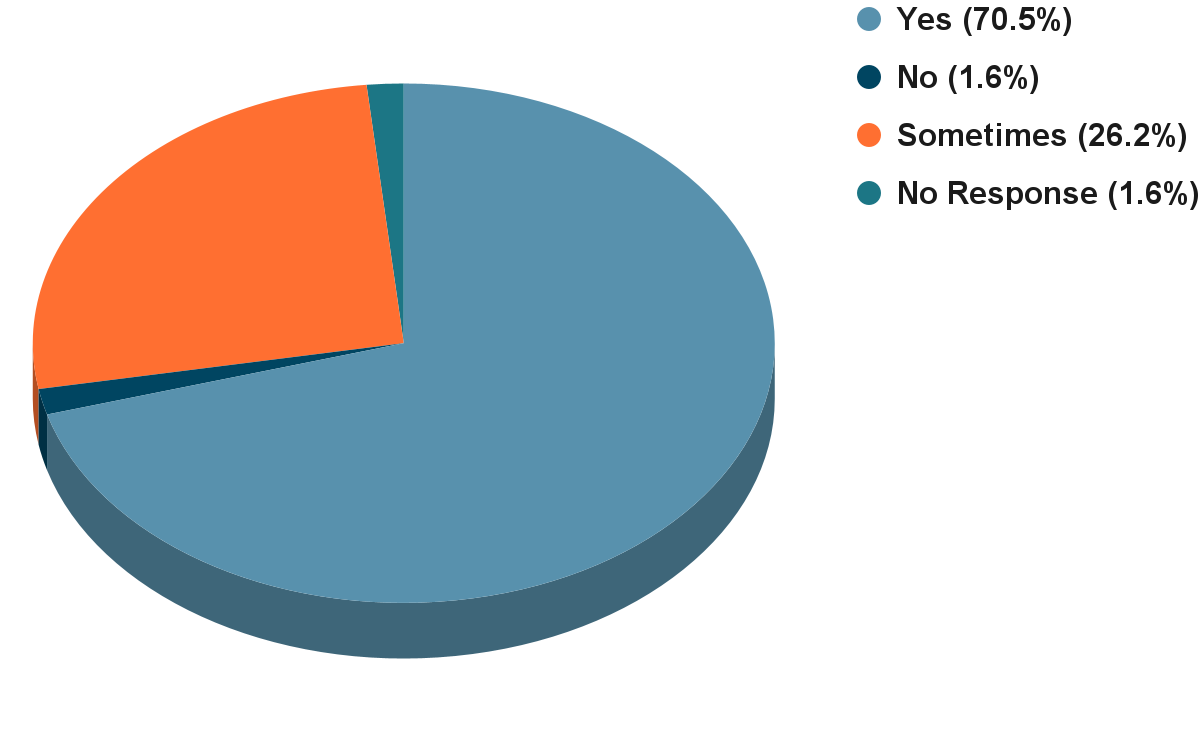 Yes (70.5%)
No (1.6%)
Sometimes (26.2%)
No Response (1.6%)